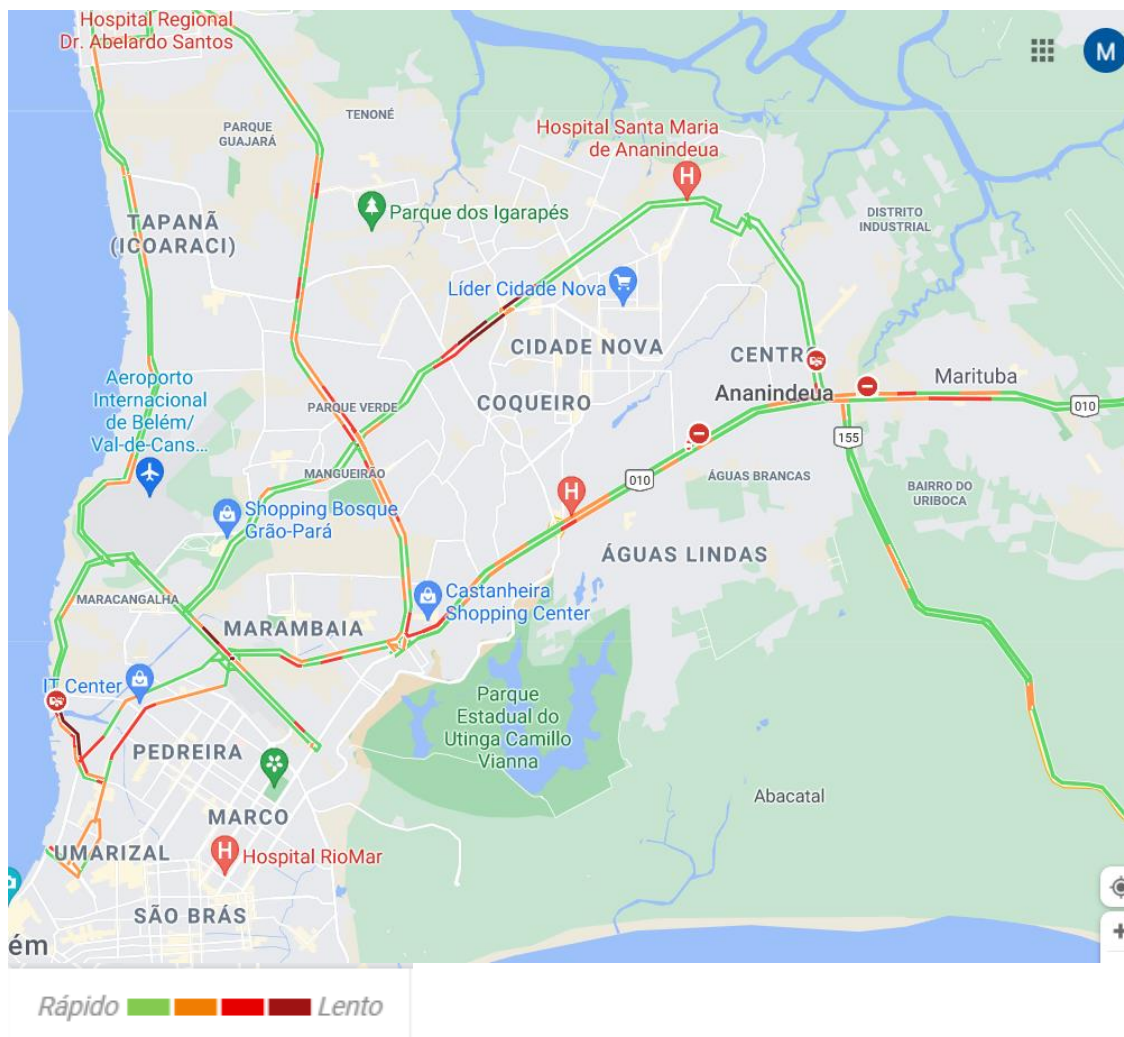 Hospital Regional
Dr. Abelardo Santos
M
TENONÉ
PARQUE
GUAJARÁ
Hospital Santa Maria
de Ananindeua
H
Parque dos Igarapés
TAPANÃ
(ICOARACI)
DISTRITO
INDUSTRIAL
Líder Cidade Nova
CIDADE NOVA
CENTR
Marituba
Aeroporto
Internacional
de Belém/
Val-de-Cans...
Ananindeua
COQUEIRO
PARQUE VERDE
010
155
MANGUEIRÃO
ÁGUAS BRANCAS
010
BAIRRO DO
URIBOCA
H
Shopping Bosque
Grão-Pará
ÁGUAS LINDAS
Castanheira
Shopping Center
MARACANGALHA
MARAMBAIA
IT Center
Parque
Estadual do
Utinga Camillo
Vianna
PEDREIRA
Abacatal
MARCO
UMARIZAL
H
Hospital RioMar
SÃO BRÁS
ém
Rápido Lento